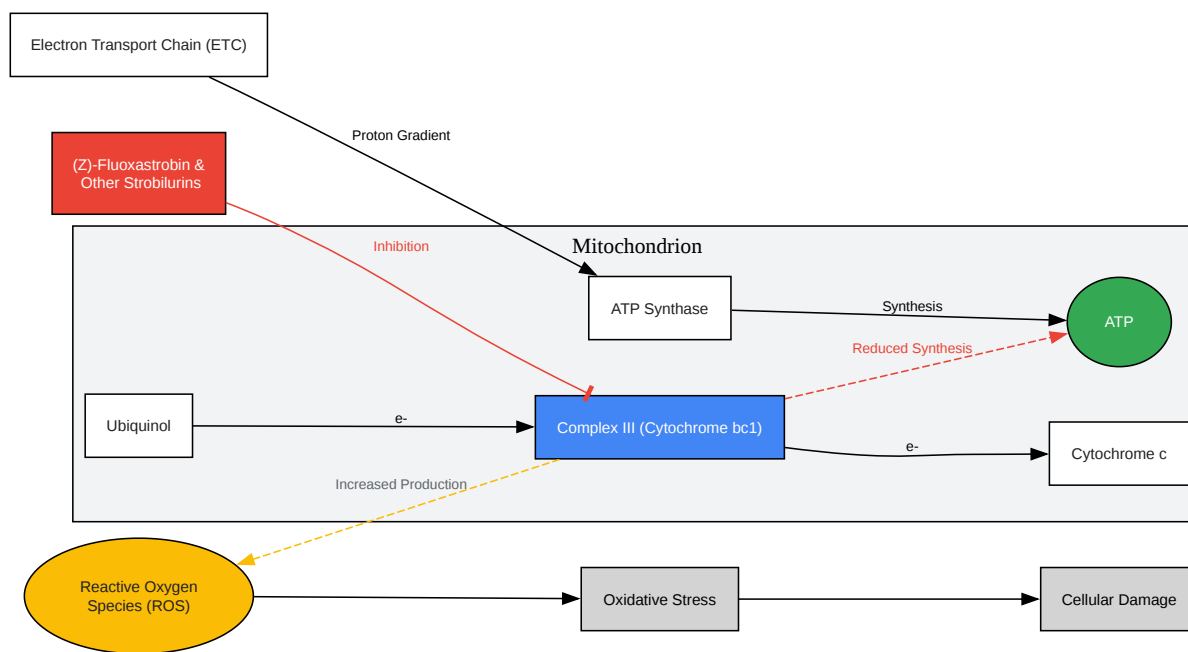 Electron Transport Chain (ETC)
Proton Gradient
(Z)-Fluoxastrobin &
Other Strobilurins
Inhibition
Mitochondrion
ATP Synthase
Synthesis
ATP
Reduced Synthesis
Ubiquinol
e-
Complex III (Cytochrome bc1)
e-
Cytochrome c
Increased Production
Reactive Oxygen
Species (ROS)
Oxidative Stress
Cellular Damage